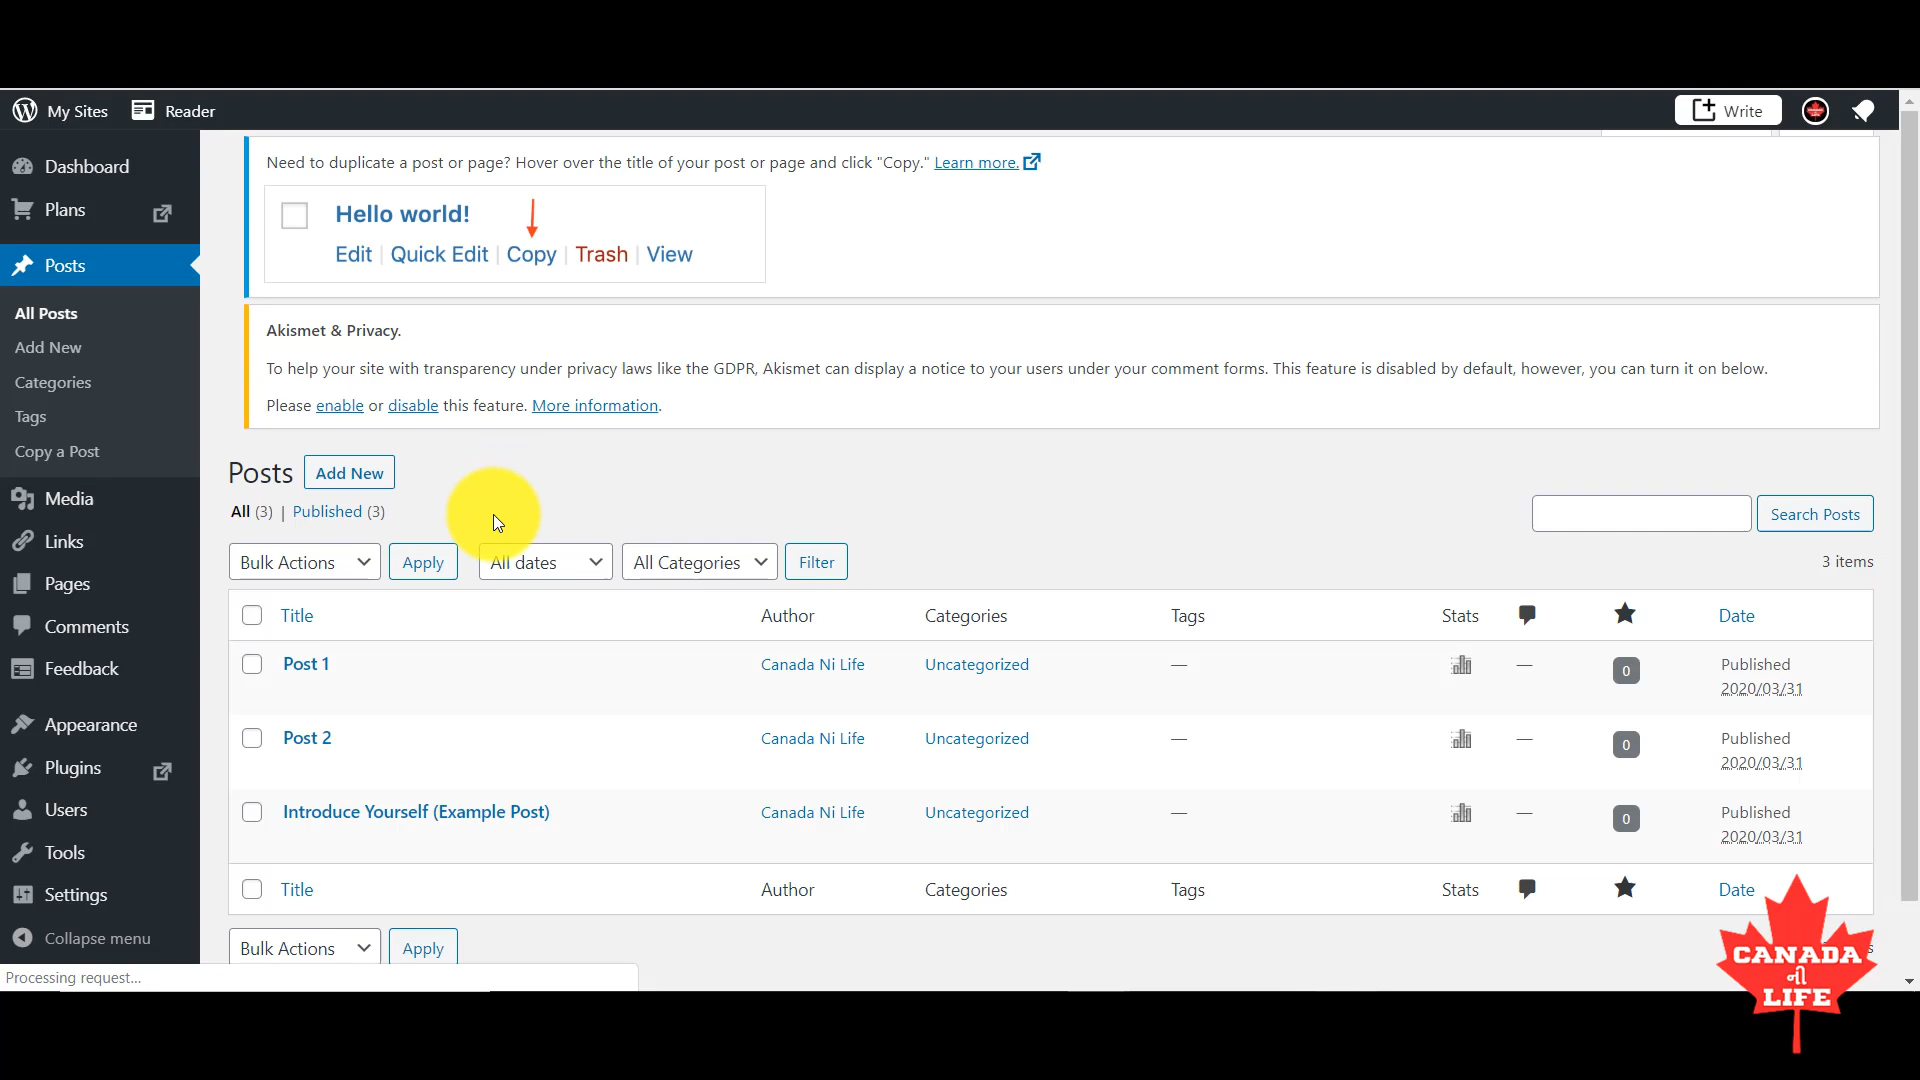 My Sites
Reader
Write
Dashboard
Plans
Posts
All Posts
Add New
Categories
Tags
Copy a Post
Media
Links
Pages
Comments
Feedback
Appearance
Plugins
Users
Tools
Settings
Collapse menu
Need to duplicate a post or page? Hover over the title of your post or page and click "Copy." Learn more.
Hello world!
Edit | Quick Edit | Copy | Trash | View
Akismet & Privacy.
To help your site with transparency under privacy laws like the GDPR, Akismet can display a notice to your users under your comment forms. This feature is disabled by default, however, you can turn it on below.
Please enable or disable this feature. More information.
Posts Add New
All (3) | Published (3)
Search Posts
Bulk Actions Apply All dates All Categories Filter 3 items
Title Author Categories Tags Stats Date
Post 1 Canada Ni Life Uncategorized — — 0 Published
2020/03/31
Post 2 Canada Ni Life Uncategorized — — 0 Published
2020/03/31
Introduce Yourself (Example Post) Canada Ni Life Uncategorized — — 0 Published
2020/03/31
Title Author Categories Tags Stats Date
Bulk Actions Apply
Processing request...
CANADA
ની
LIFE